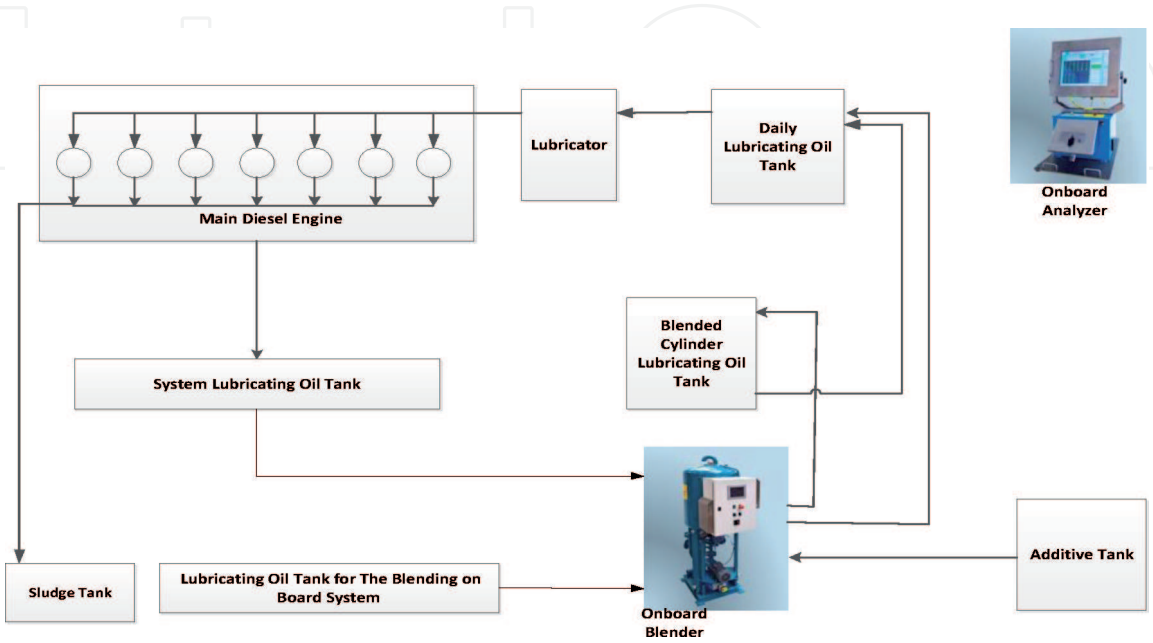 Lubricator
Daily
Lubricating Oil
Tank
Onboard
Analyzer
Main Diesel Engine
Blended
Cylinder
Lubricating Oil
Tank
System Lubricating Oil Tank
Additive Tank
Sludge Tank
Lubricating Oil Tank for The Blending on
Board System
Onboard
Blender